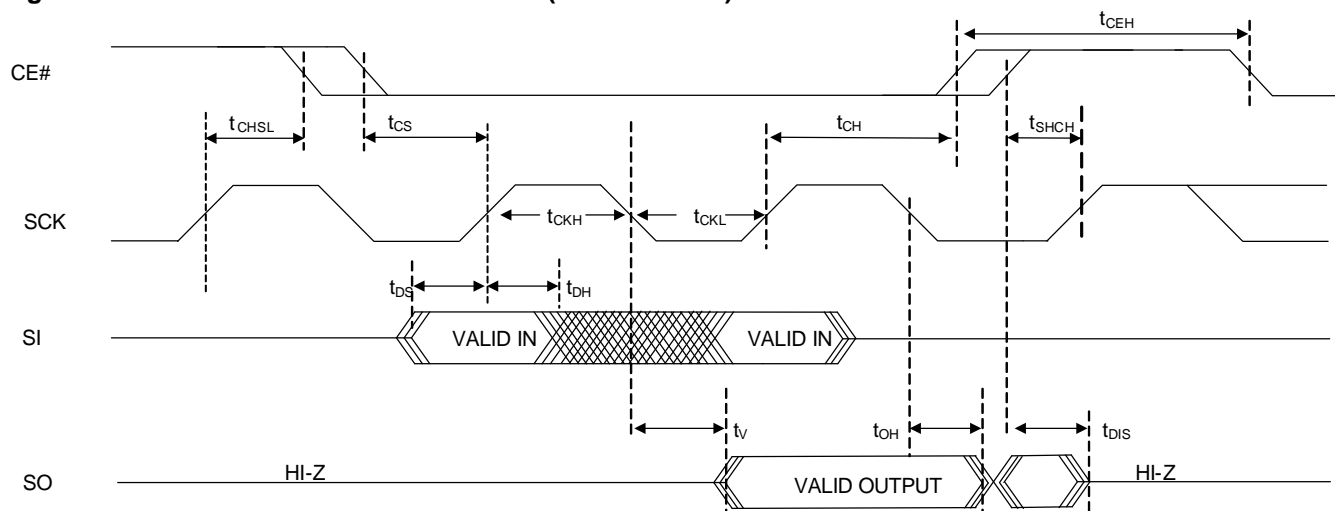 tCEH
CE#
tCHSL
tCS
tCH
tSHCH
SCK
tCKH
tCKL
tDS
tDH
SI
VALID IN
VALID IN
tV
tOH
tDIS
SO
HI-Z
VALID OUTPUT
HI-Z